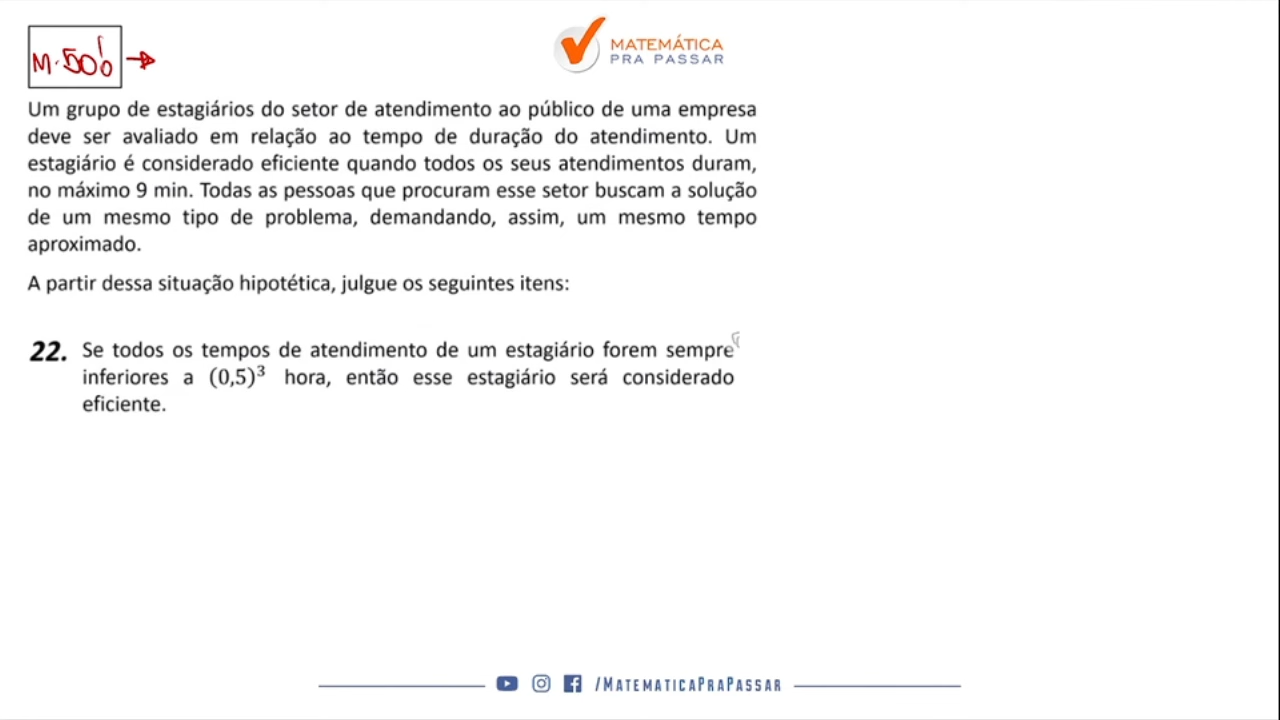 M.500
MATEMÁTICA
PRA PASSAR
Um grupo de estagiários do setor de atendimento ao público de uma empresa
deve ser avaliado em relação ao tempo de duração do atendimento. Um
estagiário é considerado eficiente quando todos os seus atendimentos duram,
no máximo 9 min. Todas as pessoas que procuram esse setor buscam a solução
de um mesmo tipo de problema, demandando, assim, um mesmo tempo
aproximado.
A partir dessa situação hipotética, julgue os seguintes itens:
22. Se todos os tempos de atendimento de um estagiário forem sempre
inferiores a (0,5)³ hora, então esse estagiário será considerado
eficiente.
/MATEMATICAPRAPASSAR